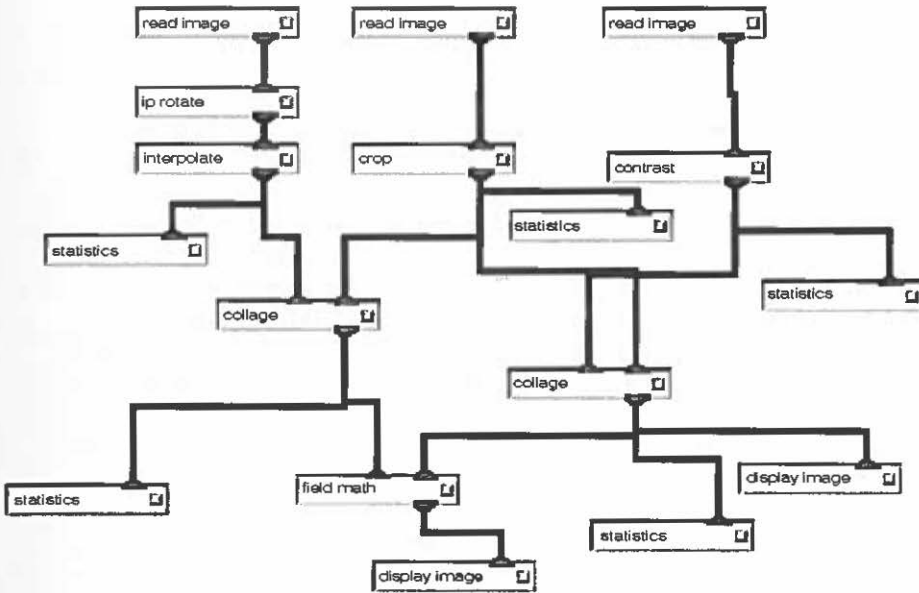 read image
read image
read image
ip rotate
interpolate
crop
contrast
statistics
statistics
statistics
collage
collage
statistics
field math
display image
statistics
display image